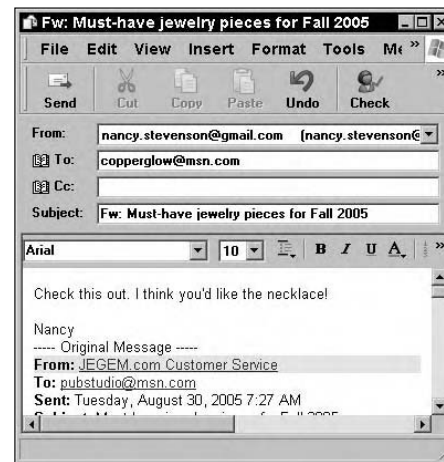 Fw: Must-have jewelry pieces for Fall 2005
File Edit View Insert Format Tools Me »
Send Cut Copy Paste Undo Check »
From: nancy.stevenson@gmail.com (nancy.stevenson@
To: copperglow@msn.com
Cc:
Subject: Fw: Must-have jewelry pieces for Fall 2005
Arial 10 B I U A »
Check this out. I think you'd like the necklace!
Nancy
----- Original Message -----
From: JEGEM.com Customer Service
To: pubstudio@msn.com
Sent: Tuesday, August 30, 2005 7:27 AM